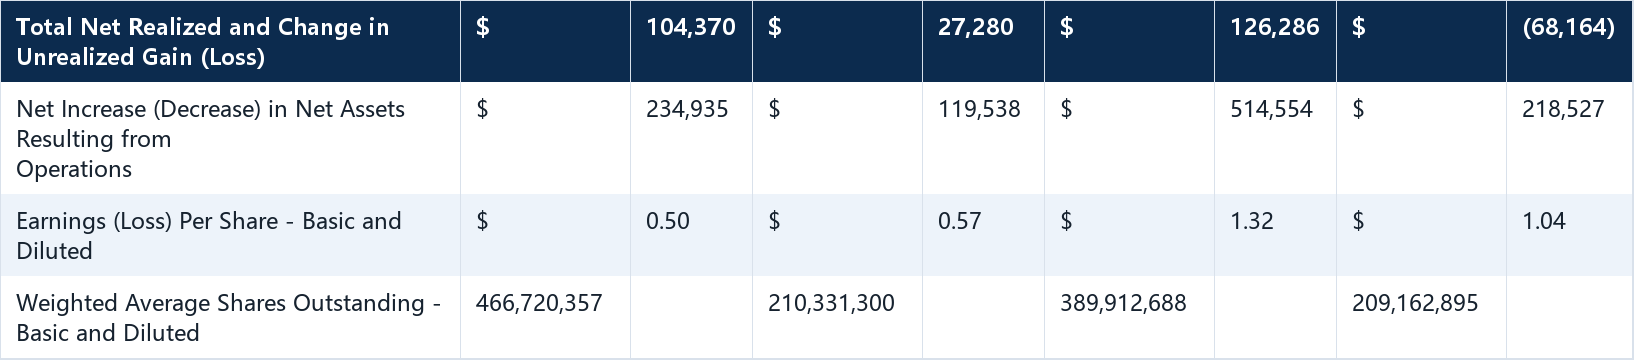 Total Net Realized and Change in $ 104,370 $ 27,280 $ 126,286 $ (68,164)
Unrealized Gain (Loss)
Net Increase (Decrease) in Net Assets $ 234,935 $ 119,538 $ 514,554 $ 218,527
Resulting from
Operations
Earnings (Loss) Per Share - Basic and $ 0.50 $ 0.57 $ 1.32 $ 1.04
Diluted
Weighted Average Shares Outstanding - 466,720,357 210,331,300 389,912,688 209,162,895
Basic and Diluted